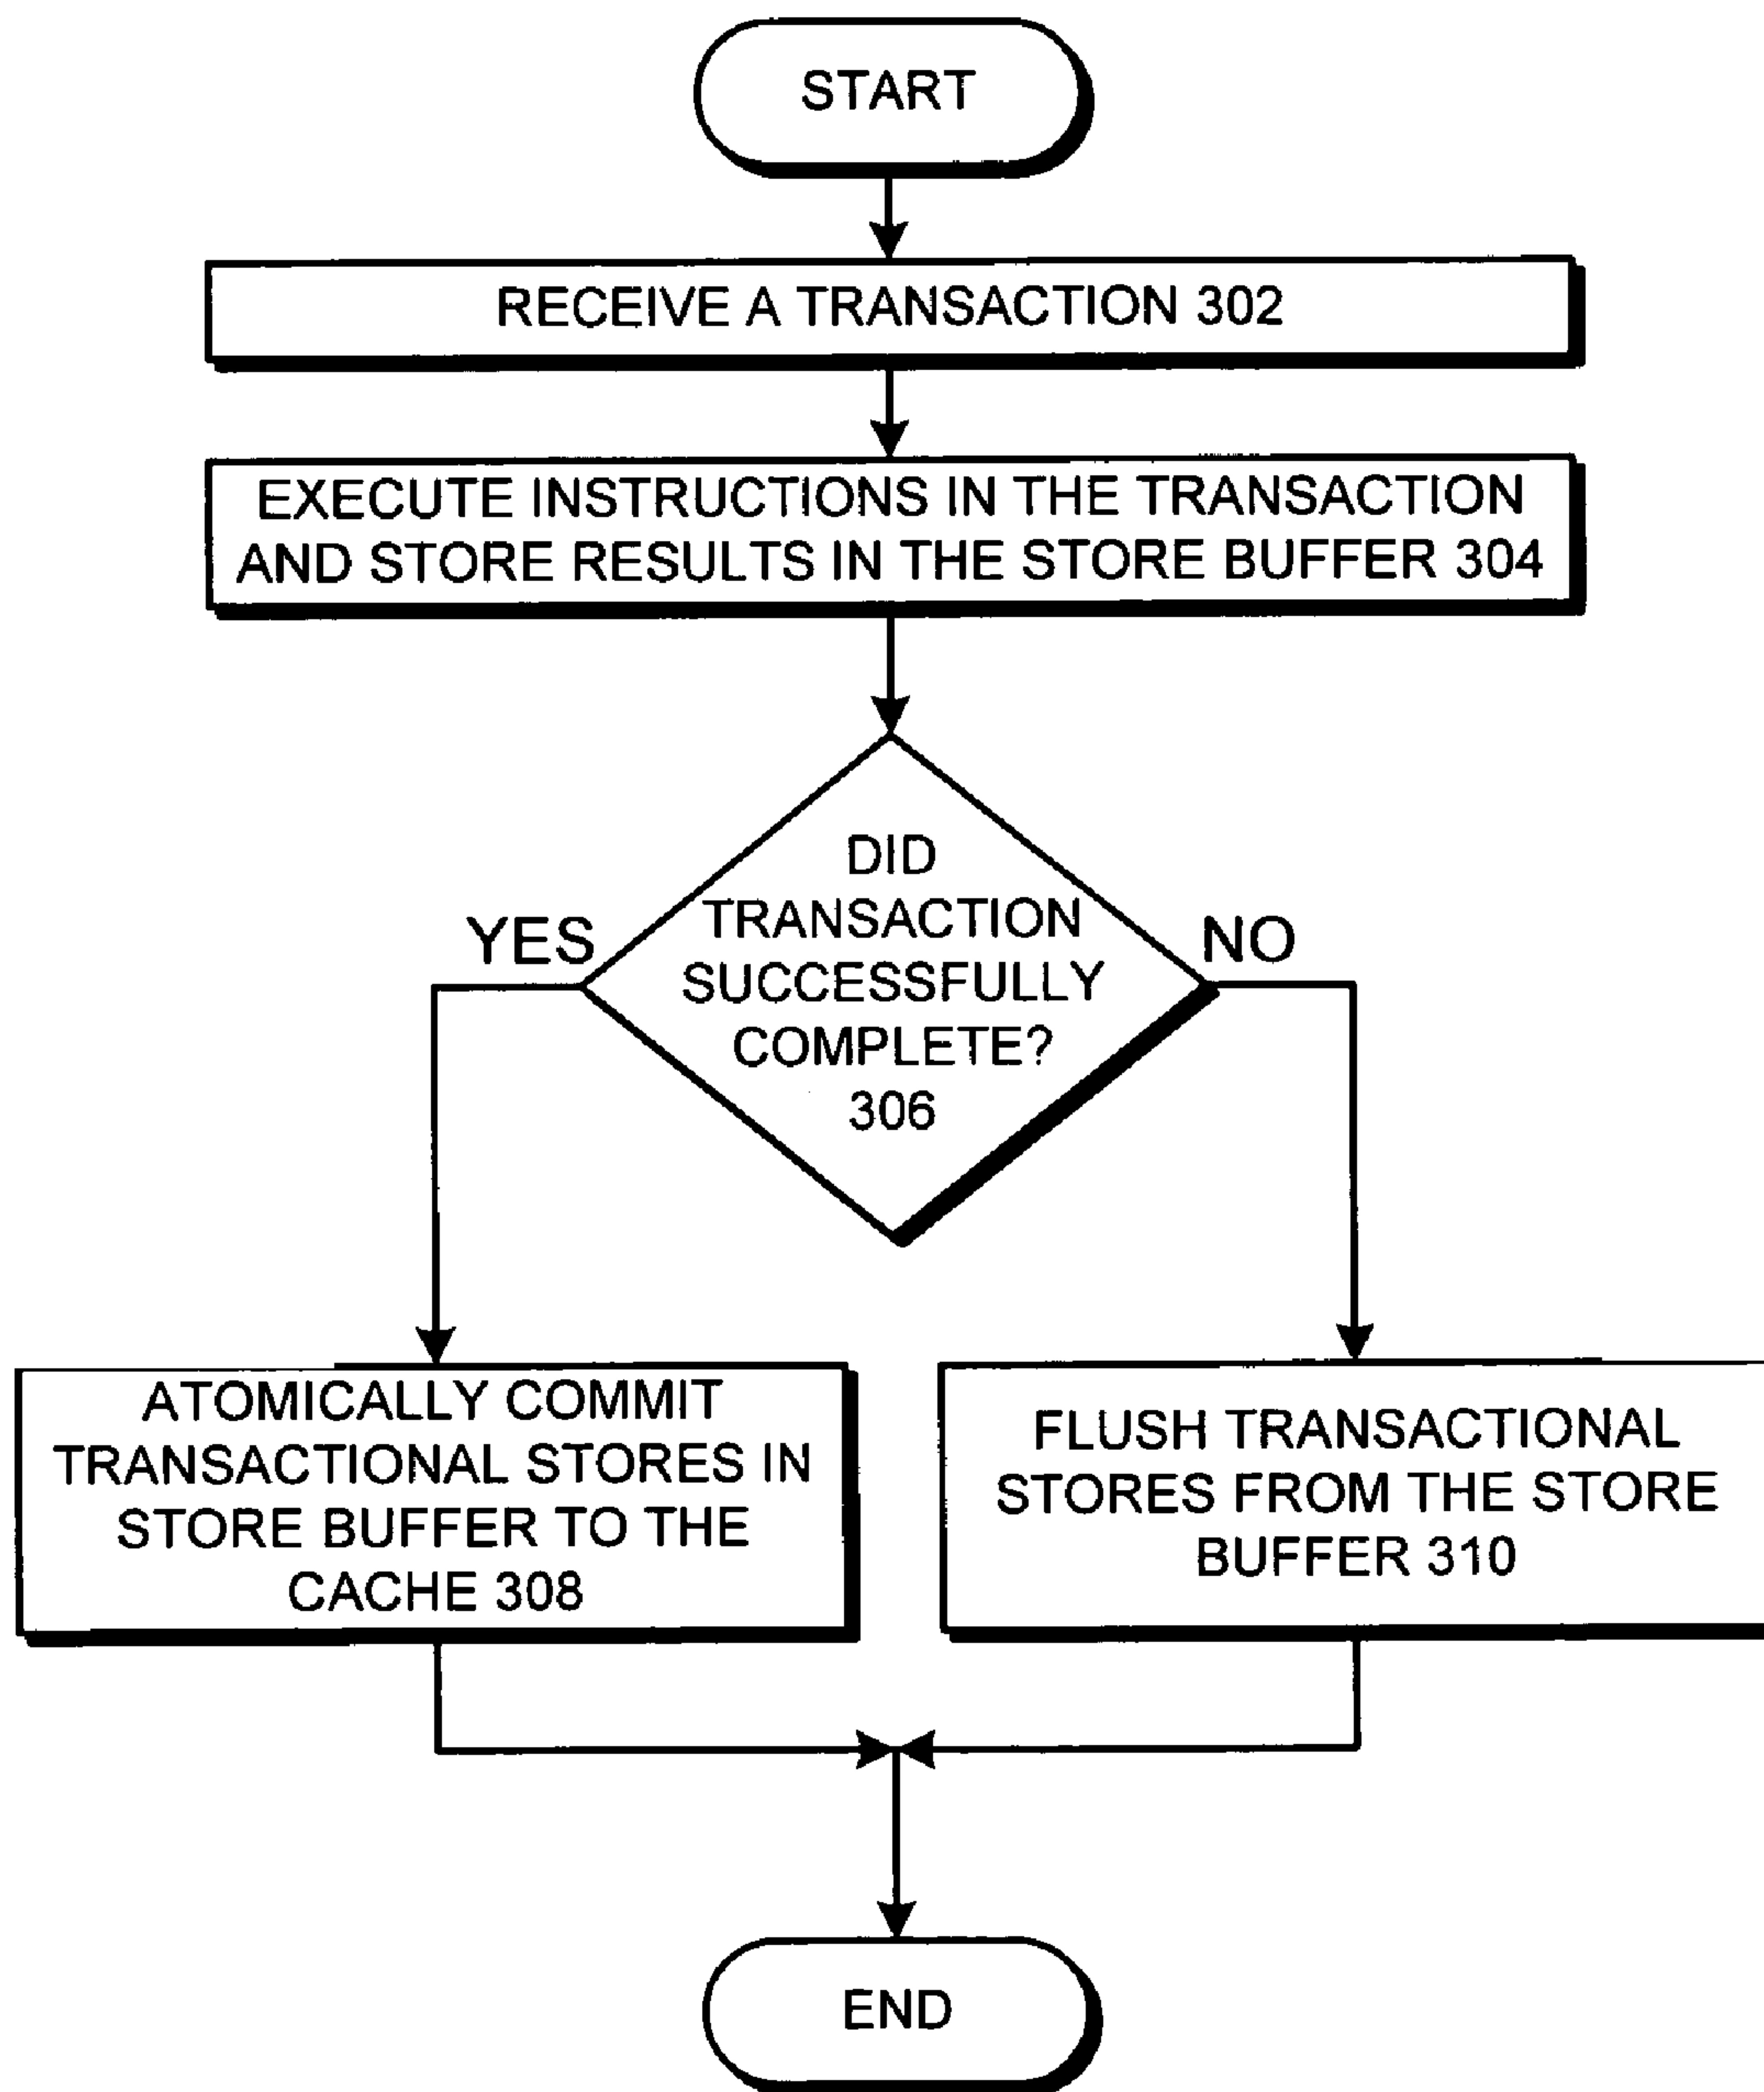 START
RECEIVE A TRANSACTION 302
EXECUTE INSTRUCTIONS IN THE TRANSACTION
AND STORE RESULTS IN THE STORE BUFFER 304
DID
TRANSACTION
SUCCESSFULLY
COMPLETE?
306
YES
NO
ATOMICALLY COMMIT
TRANSACTIONAL STORES IN
STORE BUFFER TO THE
CACHE 308
FLUSH TRANSACTIONAL
STORES FROM THE STORE
BUFFER 310
END